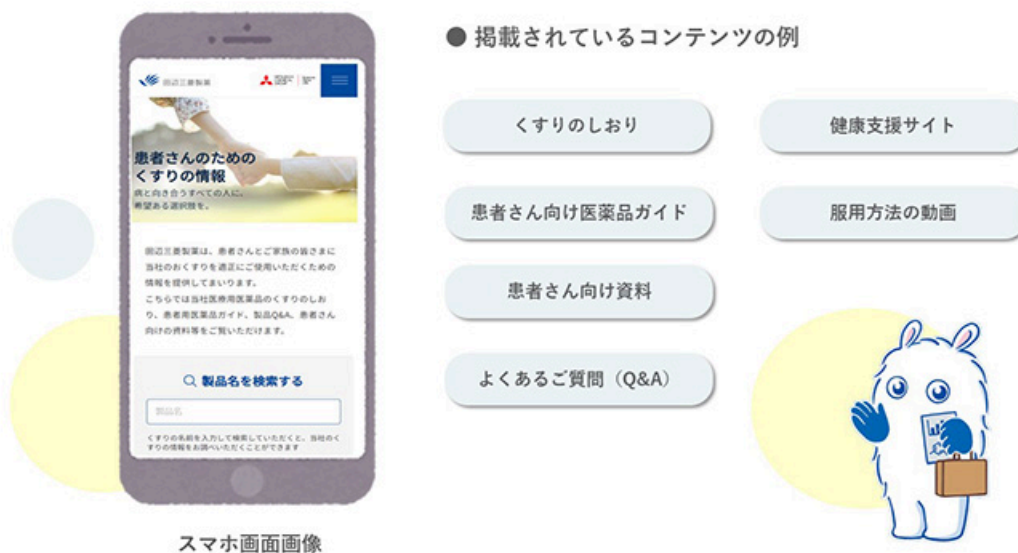 田辺三菱製薬
患者さんのための
くすりの情報
病と向き合うすべての人に、
希望ある選択肢を。
田辺三菱製薬は、患者さんとご家族の皆さまに
当社のおくすりを適正にご使用いただくための
情報を提供してまいります。
こちらでは当社医療用医薬品のくすりのしお
り、患者用医薬品ガイド、製品Q&A、患者さん
向けの資料等をご覧いただけます。
製品名を検索する
製品名
くすりの名前を入力して検索していただくと、当社のく
すりの情報をお調べいただくことができます
スマホ画面画像
● 掲載されているコンテンツの例
くすりのしおり
健康支援サイト
患者さん向け医薬品ガイド
服用方法の動画
患者さん向け資料
よくあるご質問（Q&A）